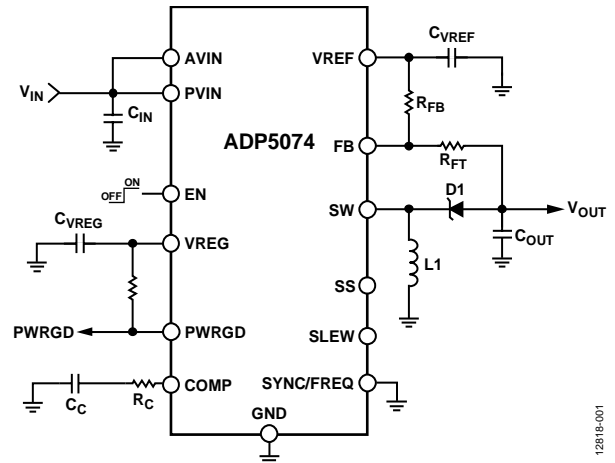 AVIN
PVIN
VIN
CIN
ADP5074
VREF
CVREF
RFB
FB
RFT
D1
SW
VOUT
COUT
L1
ON
OFF
EN
CVREG
VREG
SS
PWRGD
PWRGD
SLEW
COMP
SYNC/FREQ
CC
RC
GND
12818-001